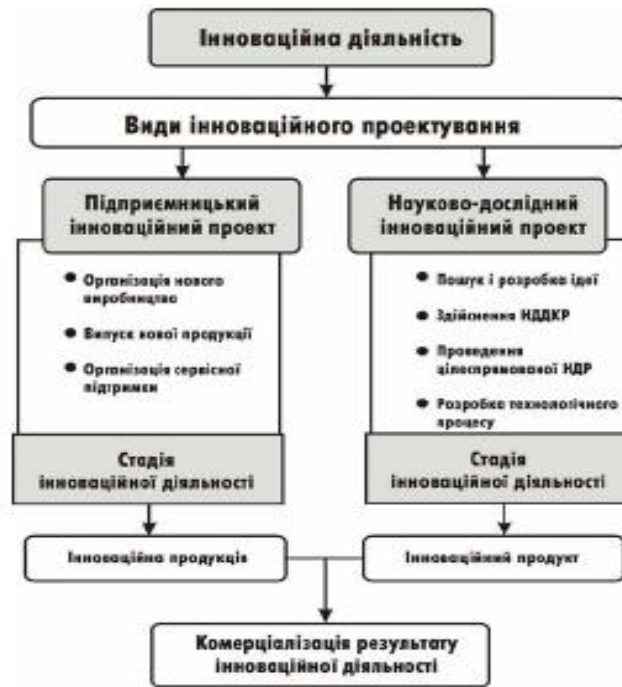 Інноваційна діяльність
Види інноваційного проектування
Підприємницький
інноваційний проект
Організація нового
виробництва
Випуск нової продукції
Організація сервісної
підтримки
Стадія
інноваційної діяльності
Інноваційна продукція
Науково-дослідний
інноваційний проект
Пошук і розробка ідеї
Здійснення НДДКР
Проведення
цілеспрямованої НДР
Розробка технологічного
процесу
Стадія
інноваційної діяльності
Інноваційний продукт
Комерціалізація результату
інноваційної діяльності